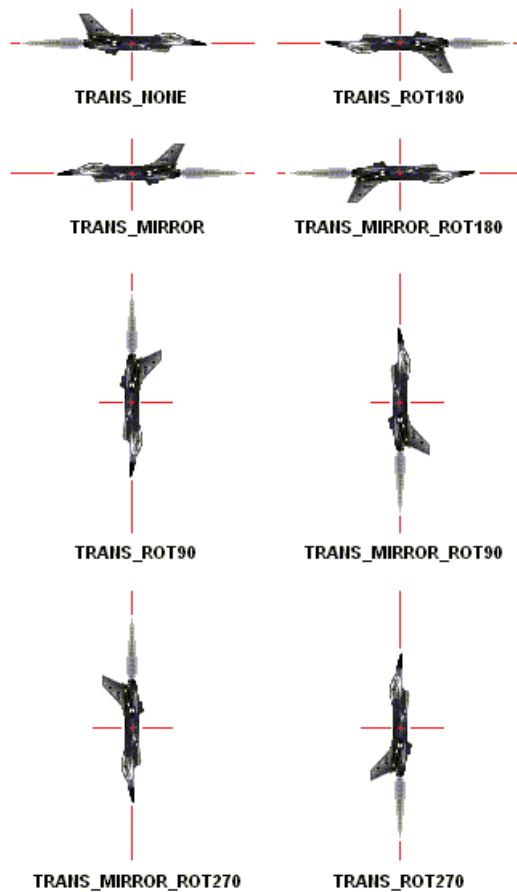 TRANS_NONE
TRANS_ROT180
TRANS_MIRROR
TRANS_MIRROR_ROT180
TRANS_ROT90
TRANS_MIRROR_ROT90
TRANS_MIRROR_ROT270
TRANS_ROT270